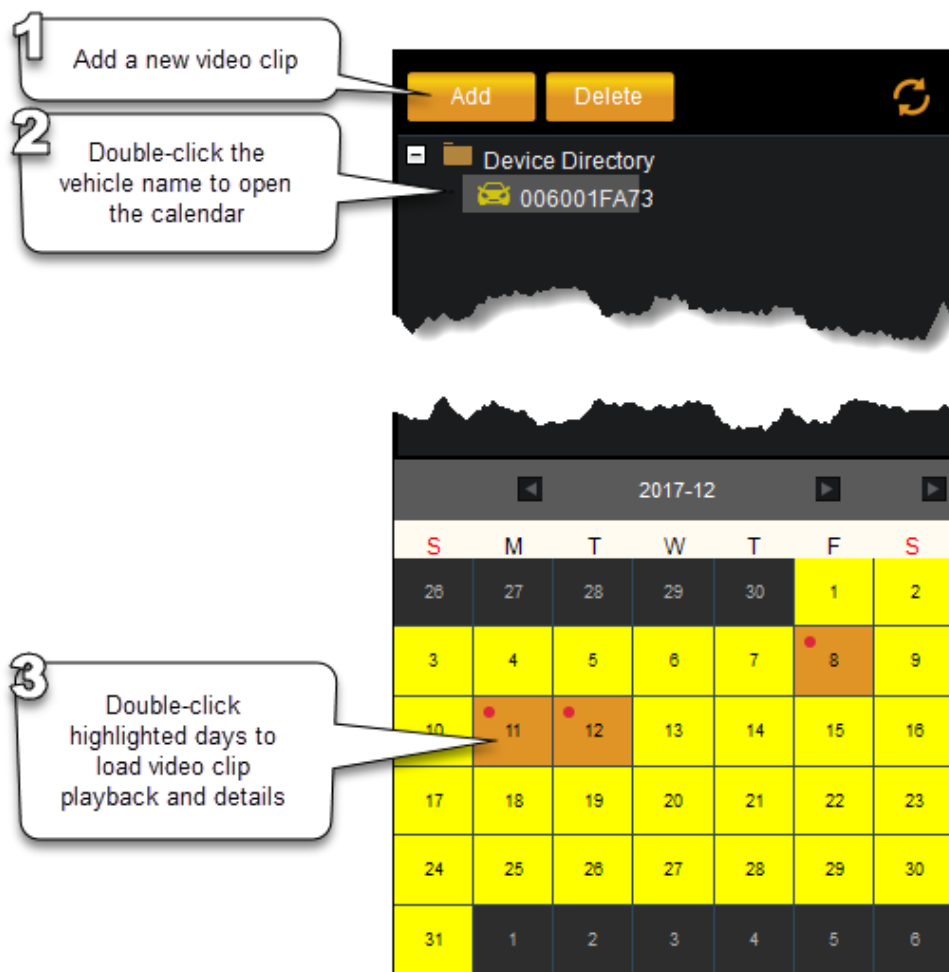 1
Add a new video clip
Add Delete
2
Double-click the
vehicle name to open
the calendar
Device Directory
006001FA73
2017-12
S M T W T F S
26 27 28 29 30 1 2
3 4 5 6 7 8 9
3
Double-click
highlighted days to
load video clip
playback and details
10 11 12 13 14 15 16
17 18 19 20 21 22 23
24 25 26 27 28 29 30
31 1 2 3 4 5 6